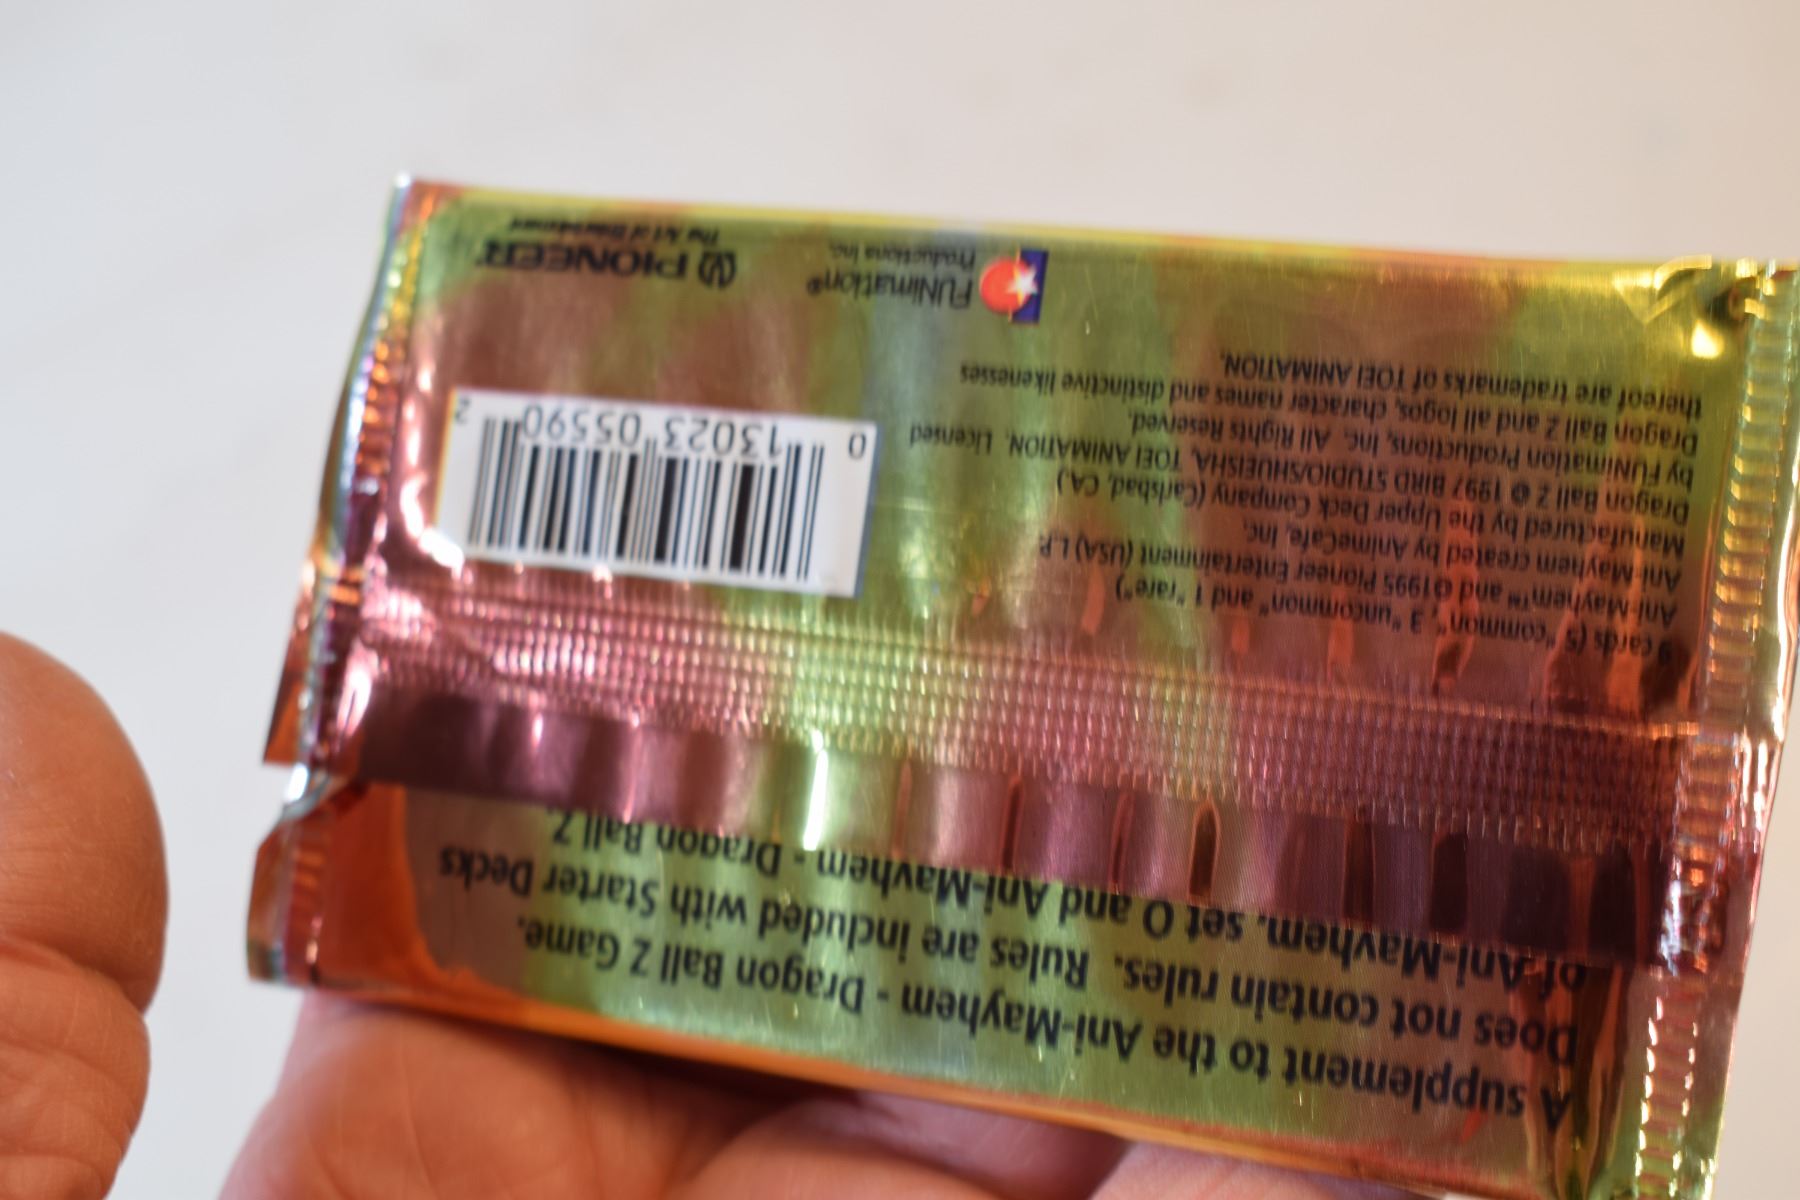 A supplement to the Ani-Mayhem - Dragon Ball Z Game.
Does not contain rules. Rules are included with Starter Decks
of Ani-Mayhem, set 0 and Ani-Mayhem - Dragon Ball Z.
9 cards (5 "common", 3 "uncommon" and 1 "rare")
Ani-Mayhem™ and ©1995 Pioneer Entertainment (USA) L.P.
Ani-Mayhem created by AnimeCafe, Inc.
Manufactured by the Upper Deck Company (Carlsbad, CA.)
Dragon Ball Z © 1997 BIRD STUDIO/SHUEISHA, TOEI ANIMATION. Licensed
by FUNimation Productions, Inc. All Rights Reserved.
Dragon Ball Z and all logos, character names and distinctive likenesses
thereof are trademarks of TOEI ANIMATION.
0 13023 05590 2
FUNimation®
Productions Inc.
PIONEER
The Art of Entertainment